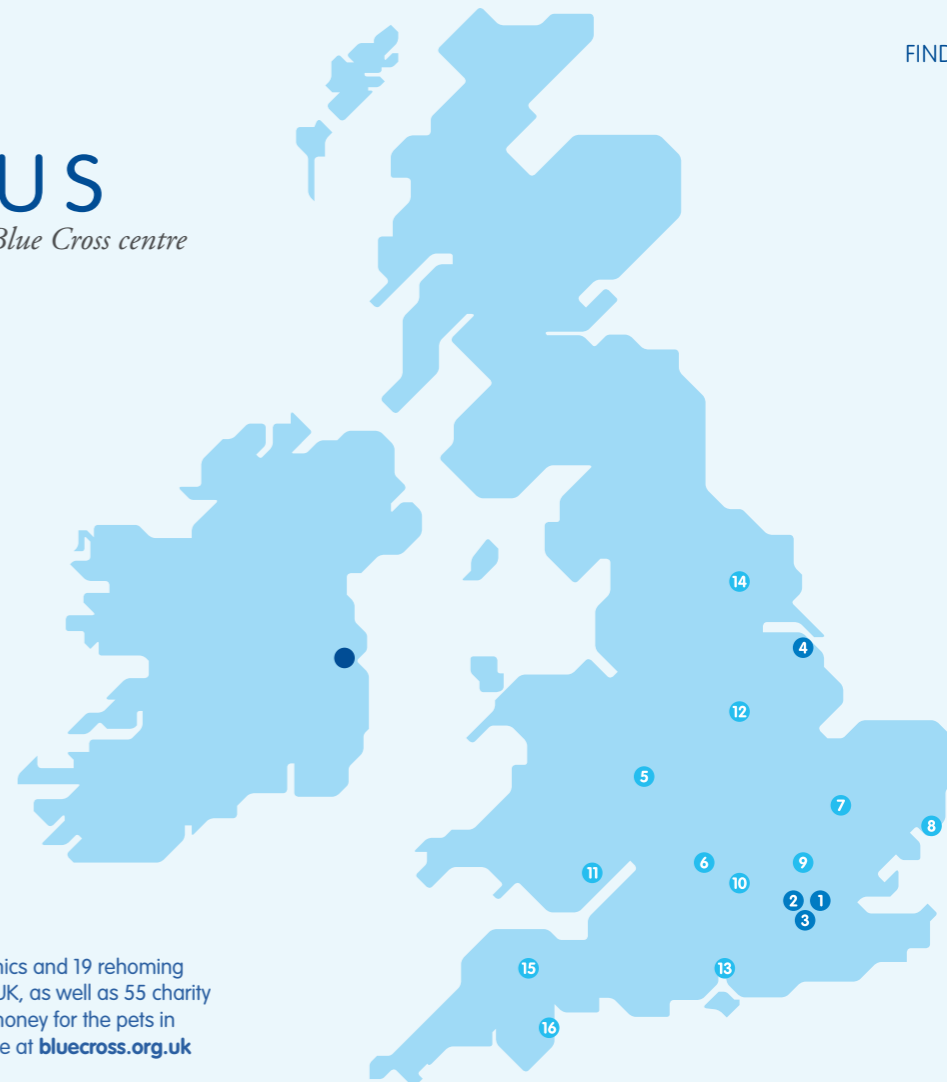 FIND
US
Blue Cross centre
14
4
12
5
7
8
6
9
11
10
2
1
3
15
13
16
and 19 rehoming
UK, as well as 55 charity
money for the pets in
at bluecross.org.uk